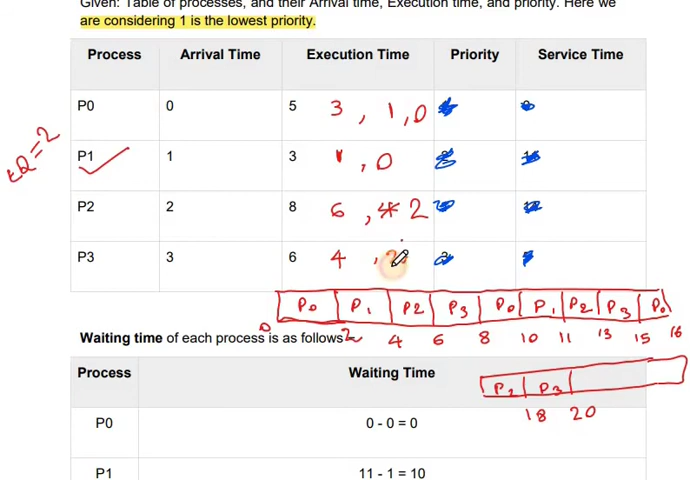 Given: Table of processes, and their Arrival time, Execution time, and priority. Here we
are considering 1 is the lowest priority.
Process Arrival Time Execution Time Priority Service Time
P0 0 5 3 , 1 , 0
P1 1 3 1 , 0
P2 2 8 6 , 4 2
P3 3 6 4 ,
TQ = 2
P0 P1 P2 P3 P0 P1 P2 P3 P0
0 2 4 6 8 10 11 13 15 16
Waiting time of each process is as follows
P2 P3
18 20
Process Waiting Time
P0 0 - 0 = 0
P1 11 - 1 = 10